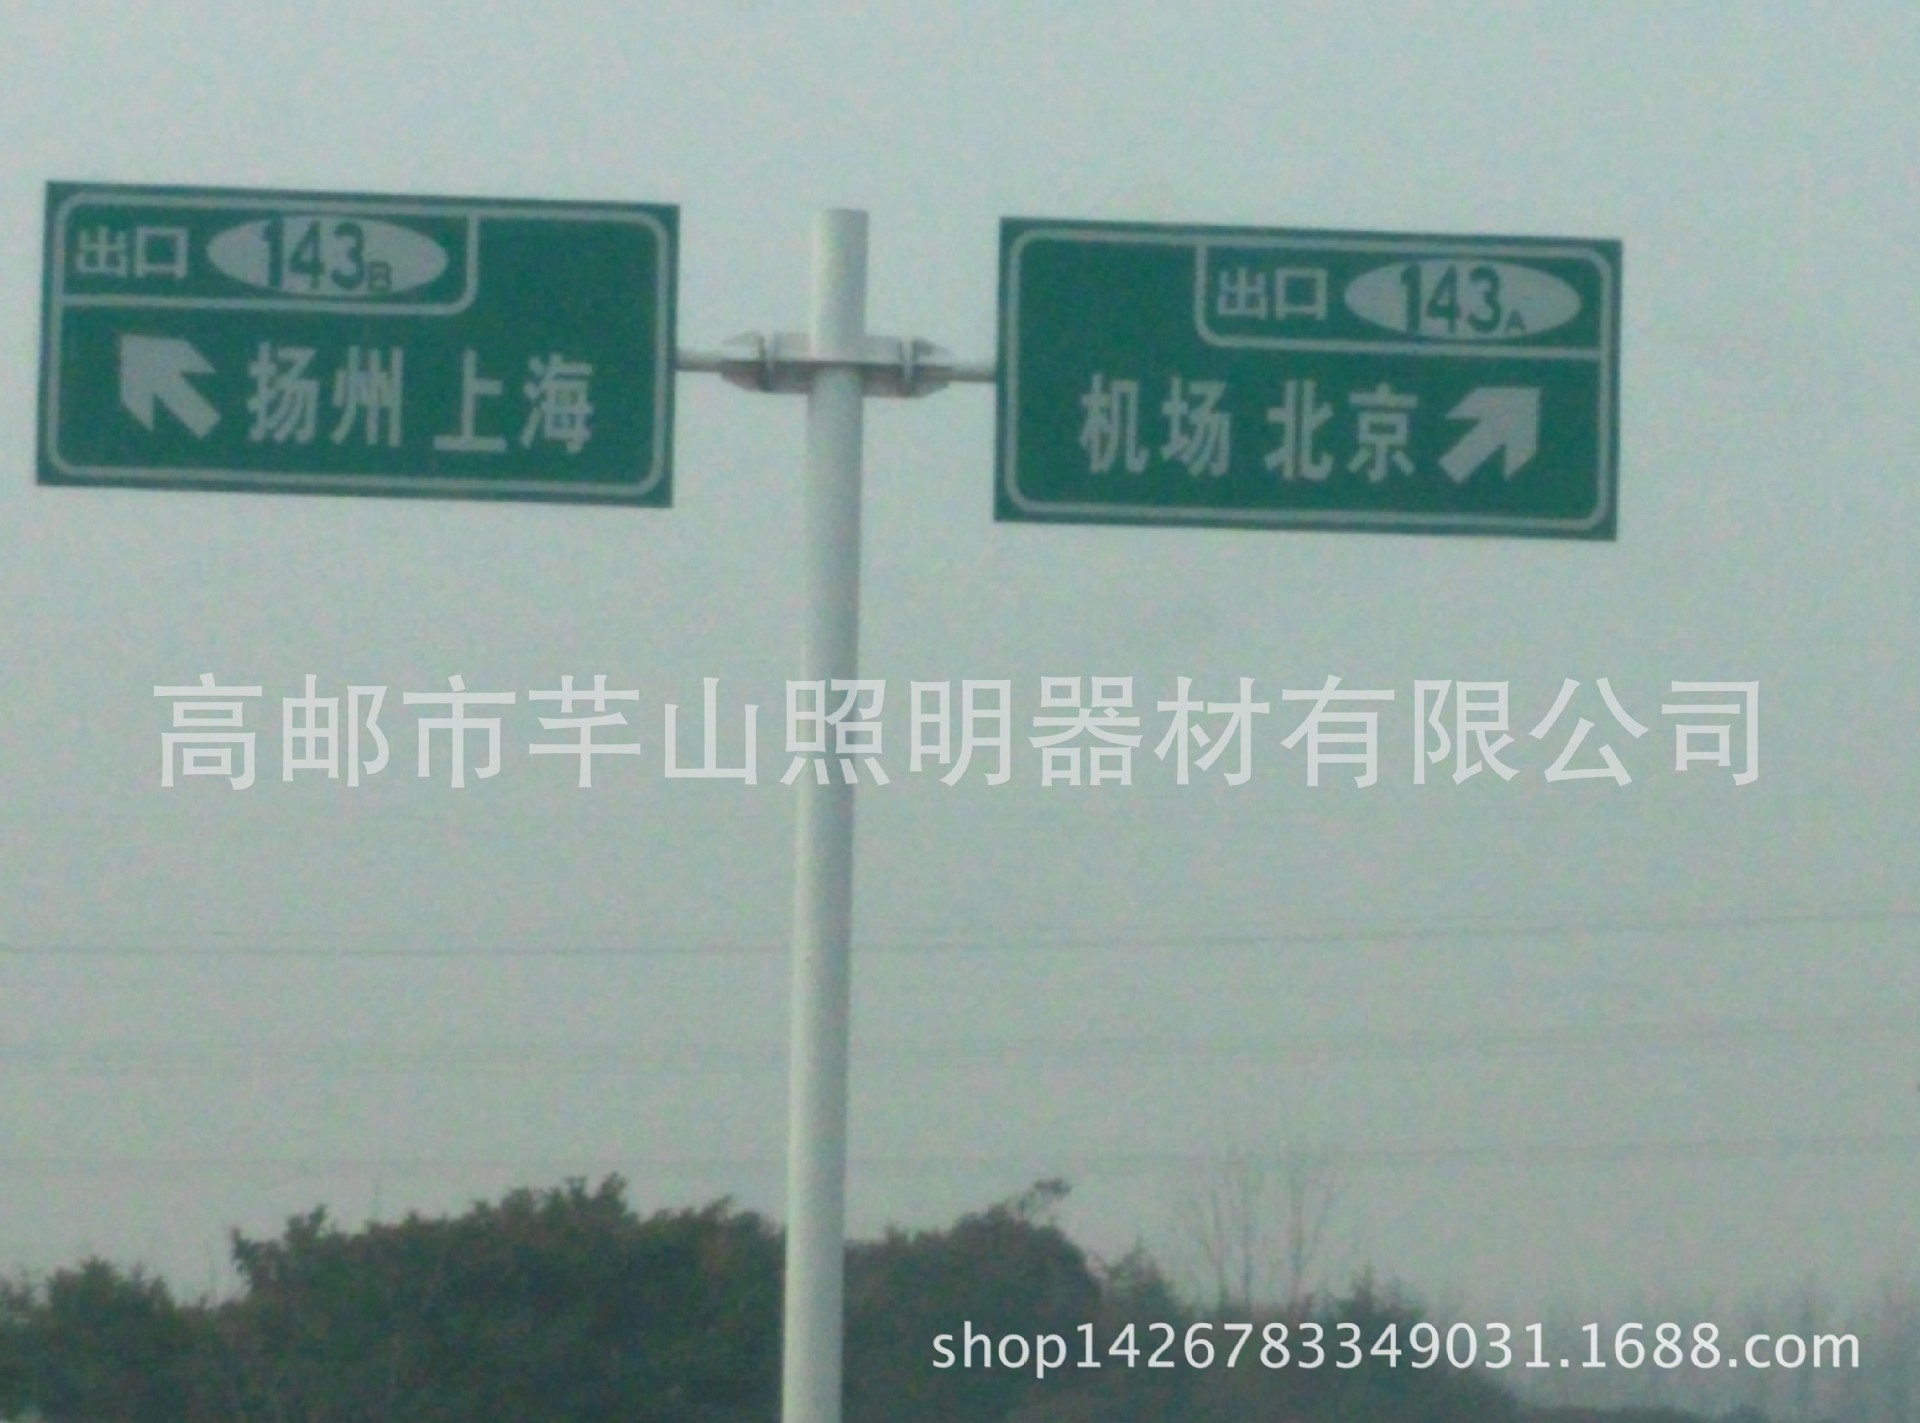 出口 143B
扬州 上海
出口 143A
机场 北京
高邮市芊山照明器材有限公司
shop1426783349031.1688.com